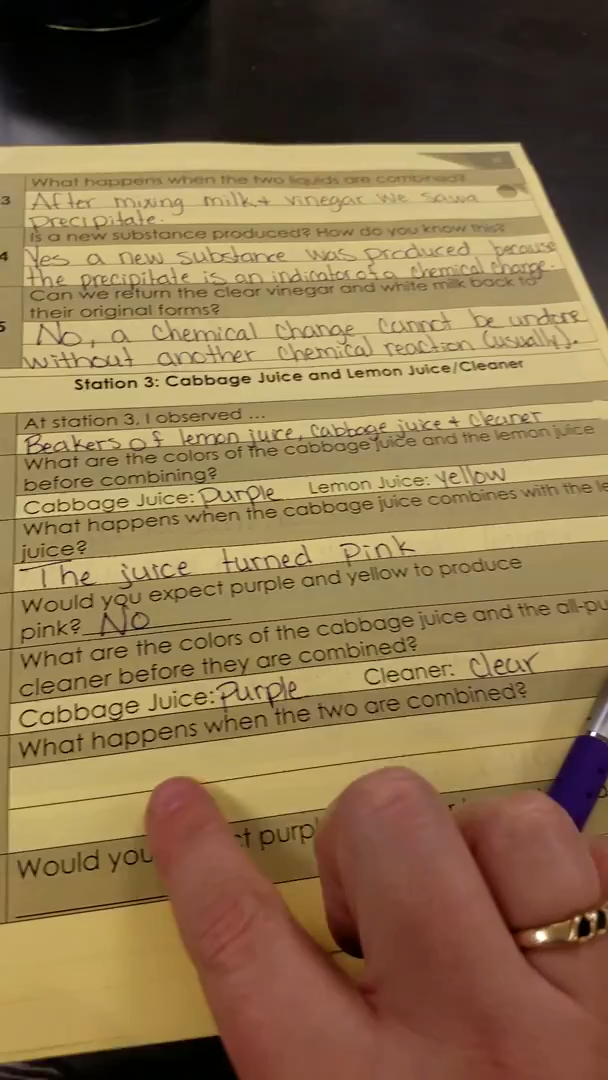 What happens when the two liquids are combined?
3 After mixing milk + vinegar we sawa
precipitate.
Is a new substance produced? How do you know this?
4 Yes a new substance was produced because
the precipitate is an indicator of a chemical change.
Can we return the clear vinegar and white milk back to
their original forms?
5 No, a chemical change cannot be undone
without another chemical reaction (usually).
Station 3: Cabbage Juice and Lemon Juice/Cleaner
At station 3, I observed ...
Beakers of lemon juice, cabbage juice + cleaner
What are the colors of the cabbage juice and the lemon juice
before combining?
Cabbage Juice: Purple Lemon Juice: yellow
What happens when the cabbage juice combines with the
juice?
The juice turned pink
Would you expect purple and yellow to produce
pink? No
What are the colors of the cabbage juice and the
cleaner before they are combined?
Cabbage Juice: Purple Cleaner: clear
What happens when the two are combined?
Would you